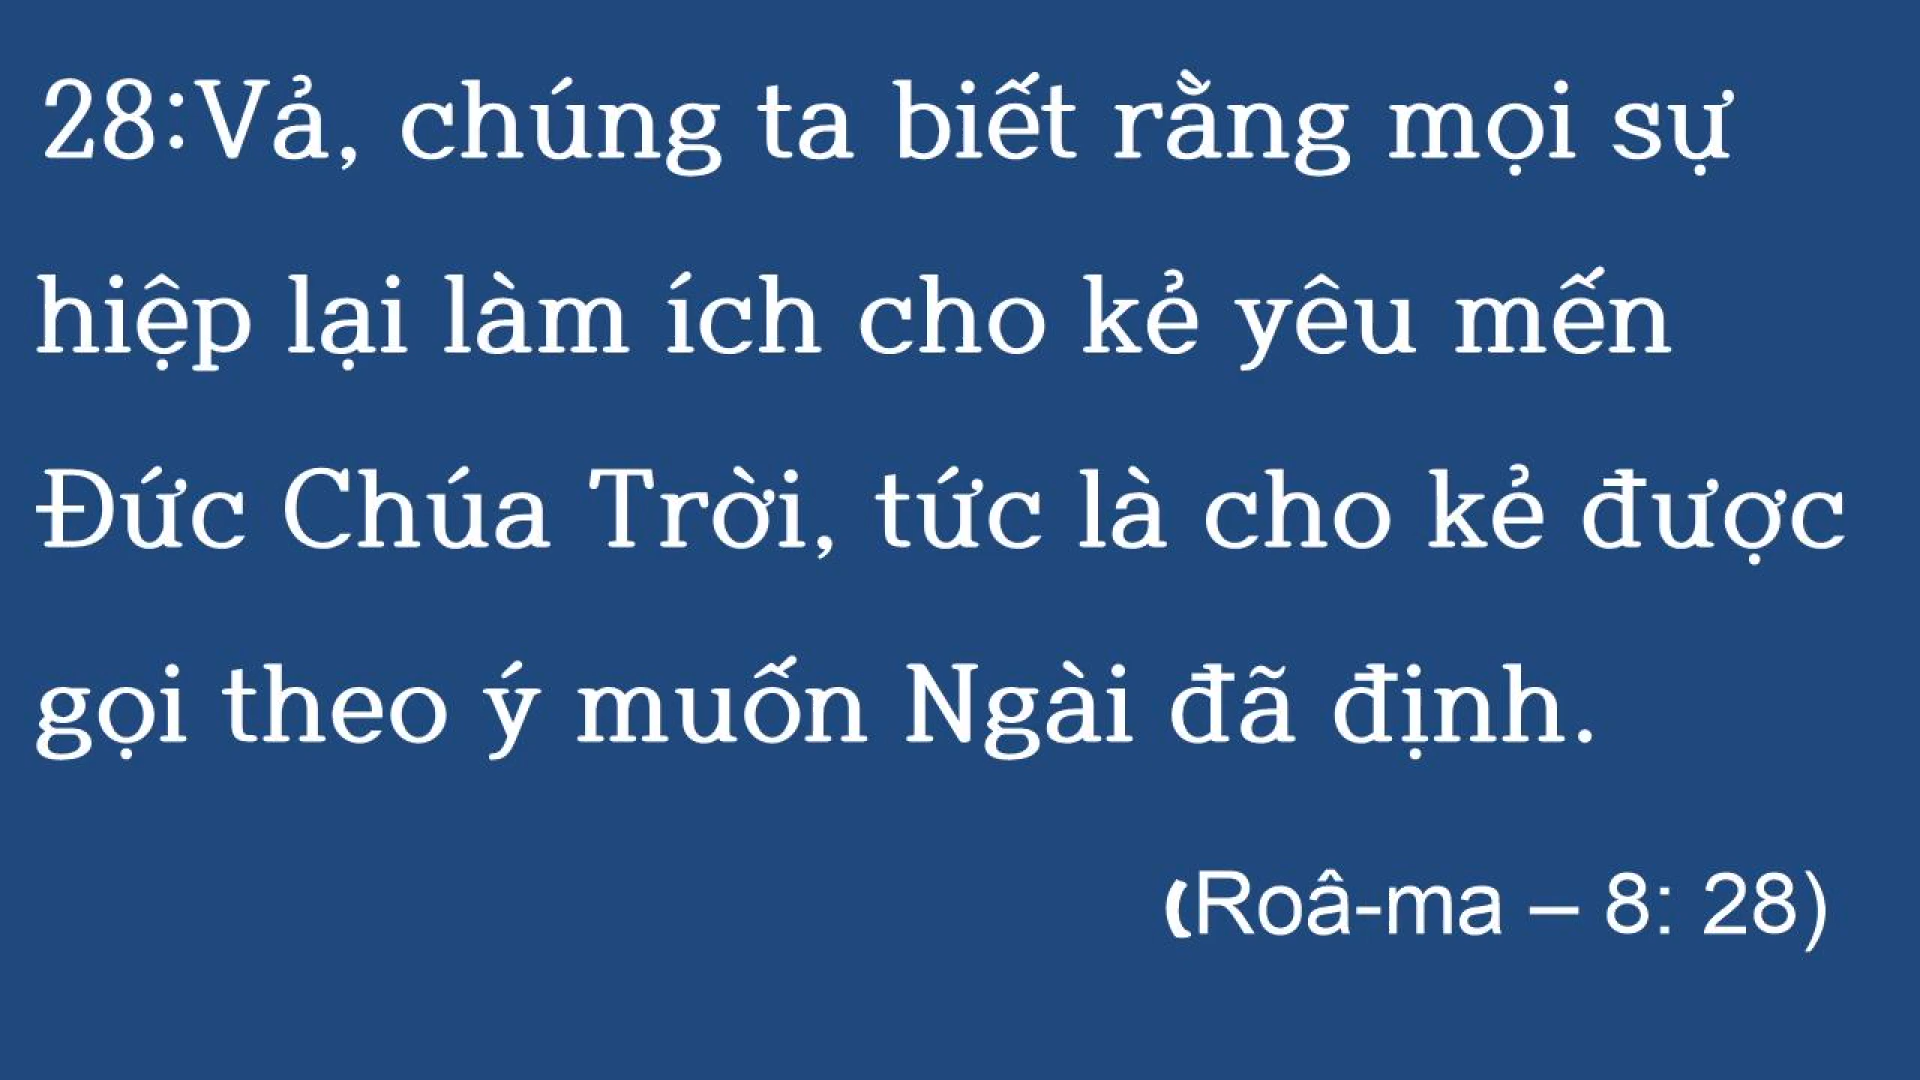 28:Vả, chúng ta biết rằng mọi sự
hiệp lại làm ích cho kẻ yêu mến
Đức Chúa Trời, tức là cho kẻ được
gọi theo ý muốn Ngài đã định.
(Roâ-ma – 8: 28)